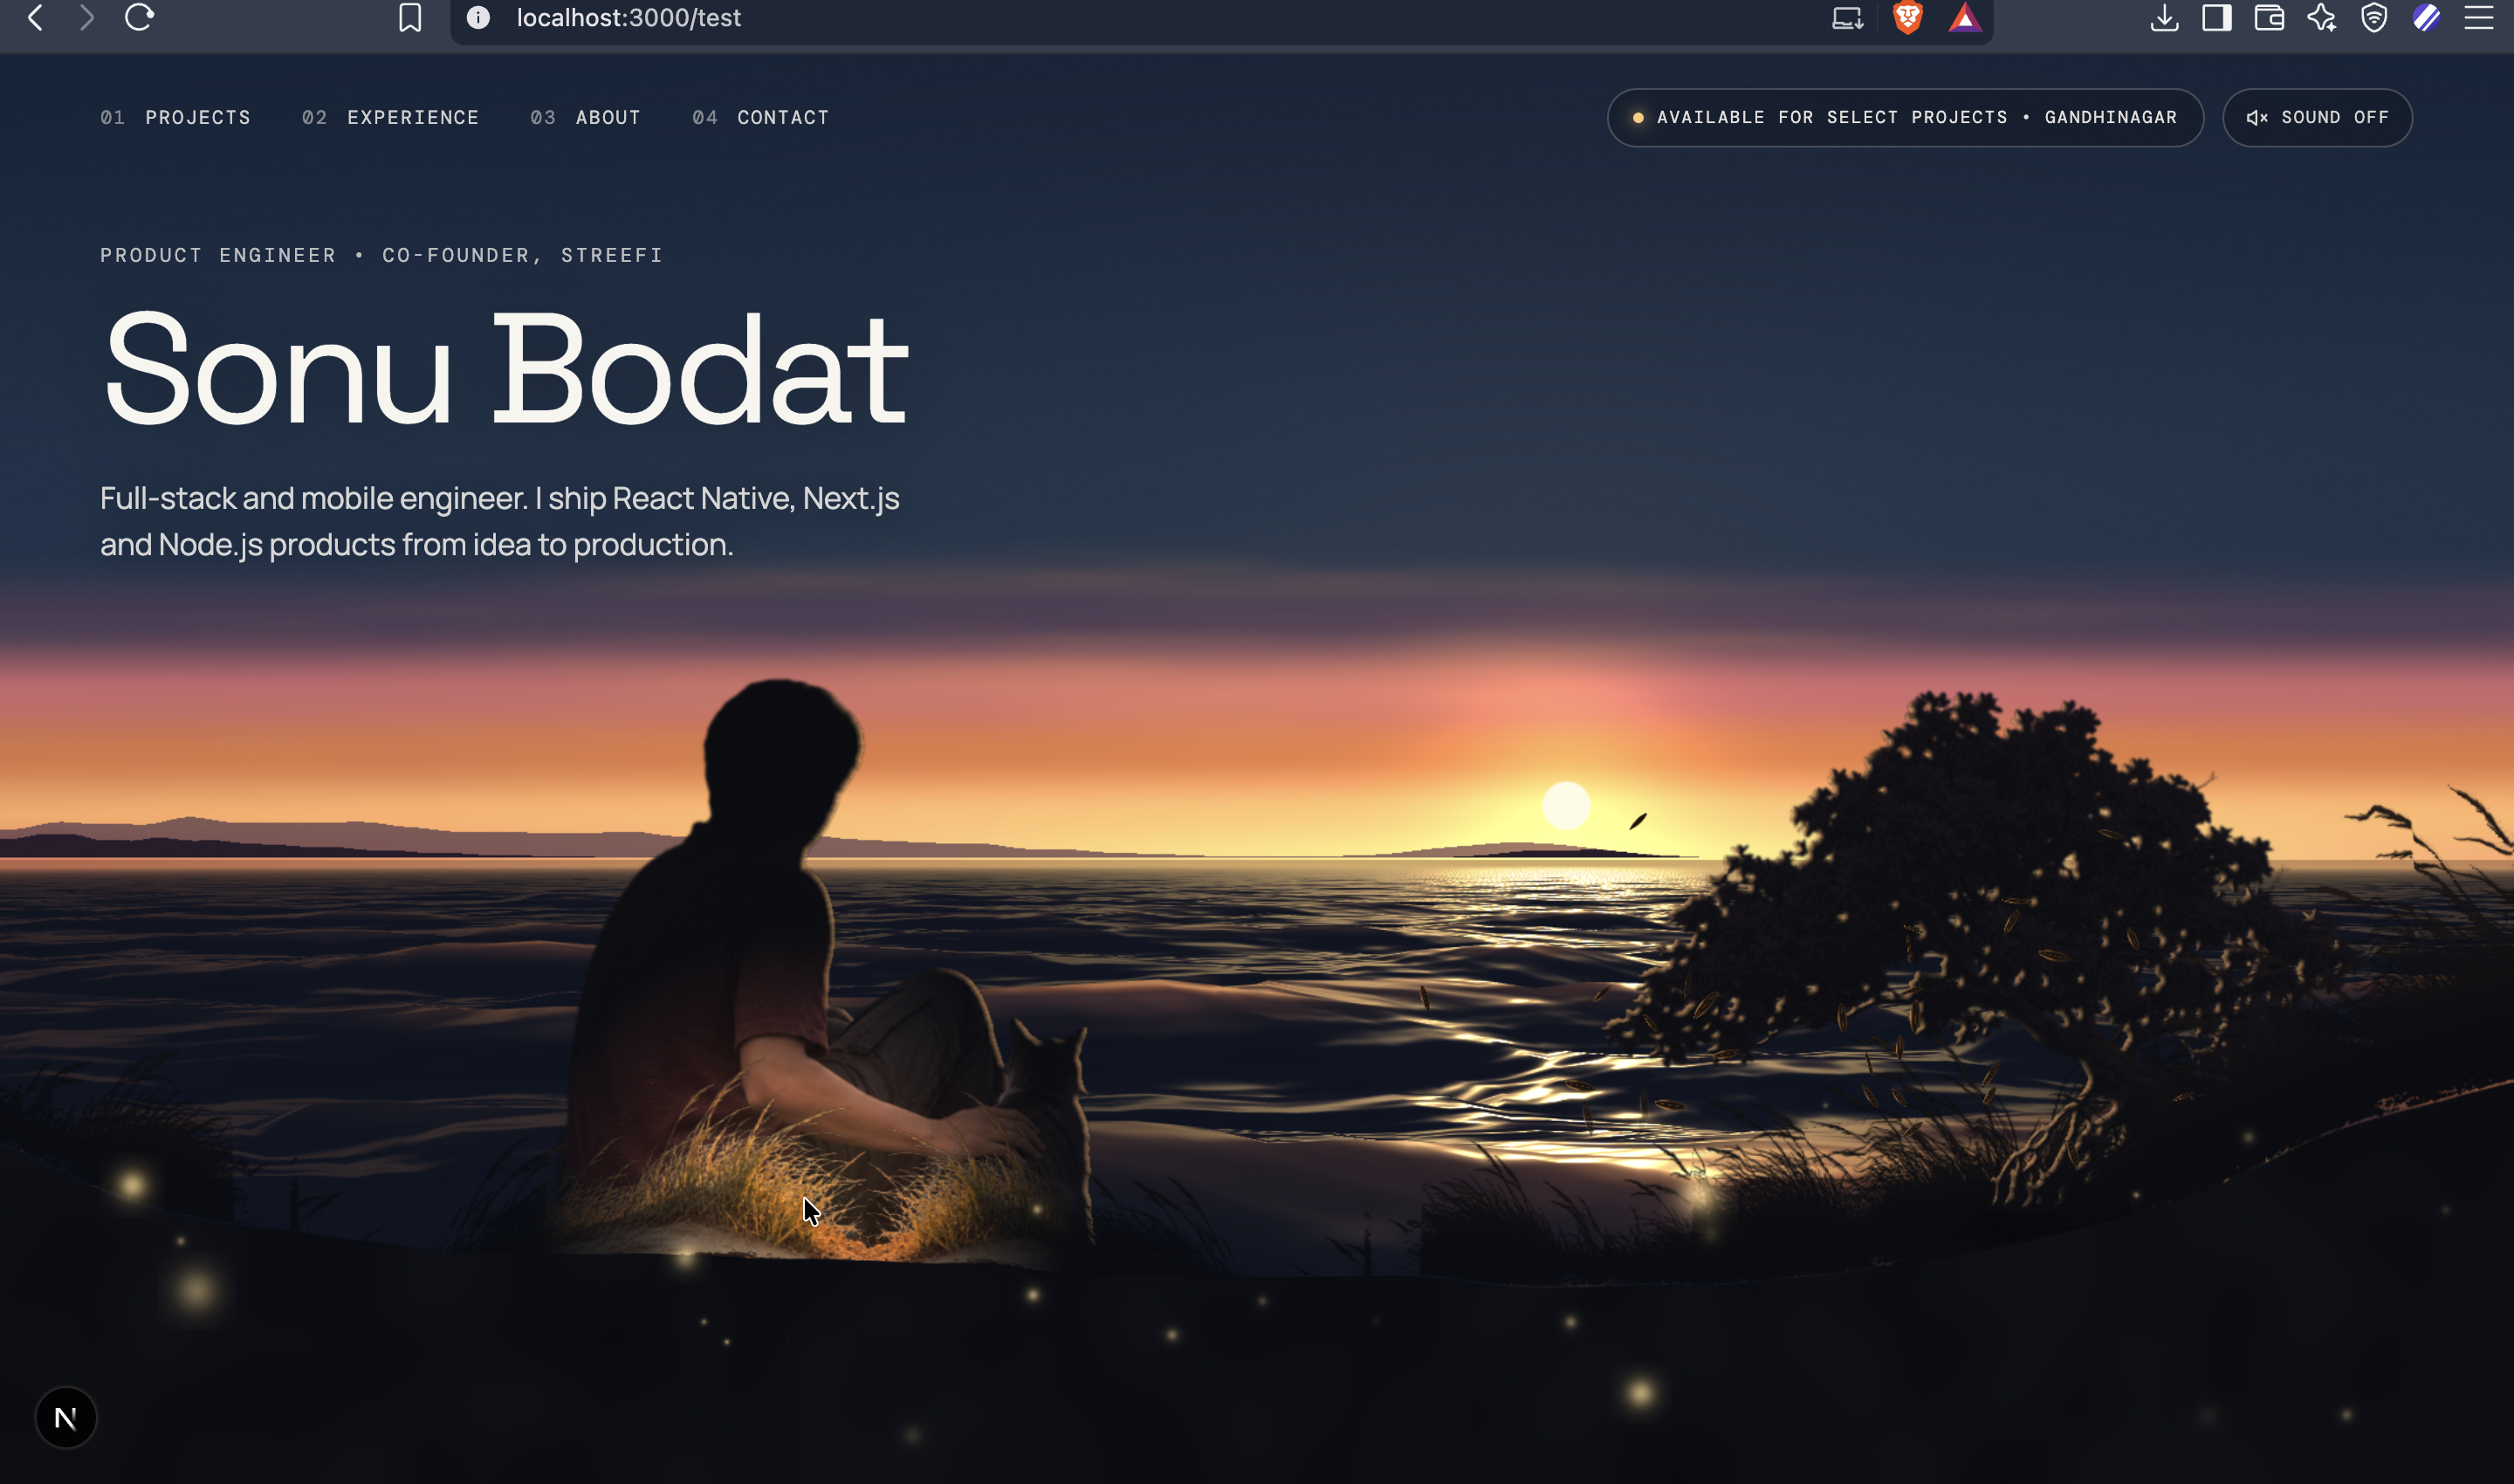 localhost:3000/test
01 PROJECTS 02 EXPERIENCE 03 ABOUT 04 CONTACT
AVAILABLE FOR SELECT PROJECTS • GANDHINAGAR
SOUND OFF
PRODUCT ENGINEER • CO-FOUNDER, STREEFI
Sonu Bodat
Full-stack and mobile engineer. I ship React Native, Next.js
and Node.js products from idea to production.
N